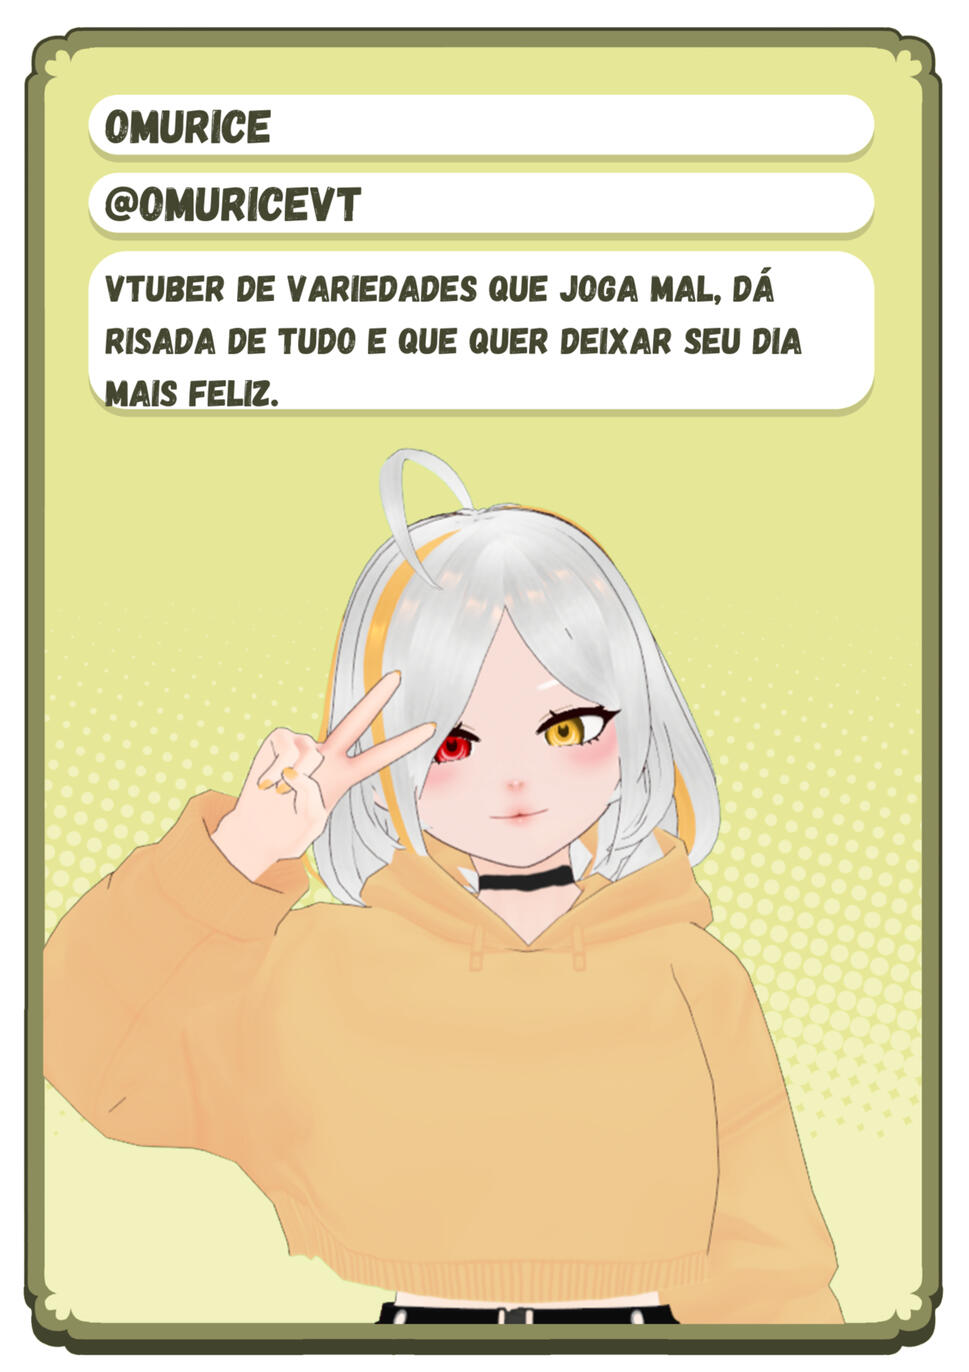 OMURICE
@OMURICEVT
VTUBER DE VARIEDADES QUE JOGA MAL, DÁ
RISADA DE TUDO E QUE QUER DEIXAR SEU DIA
MAIS FELIZ.